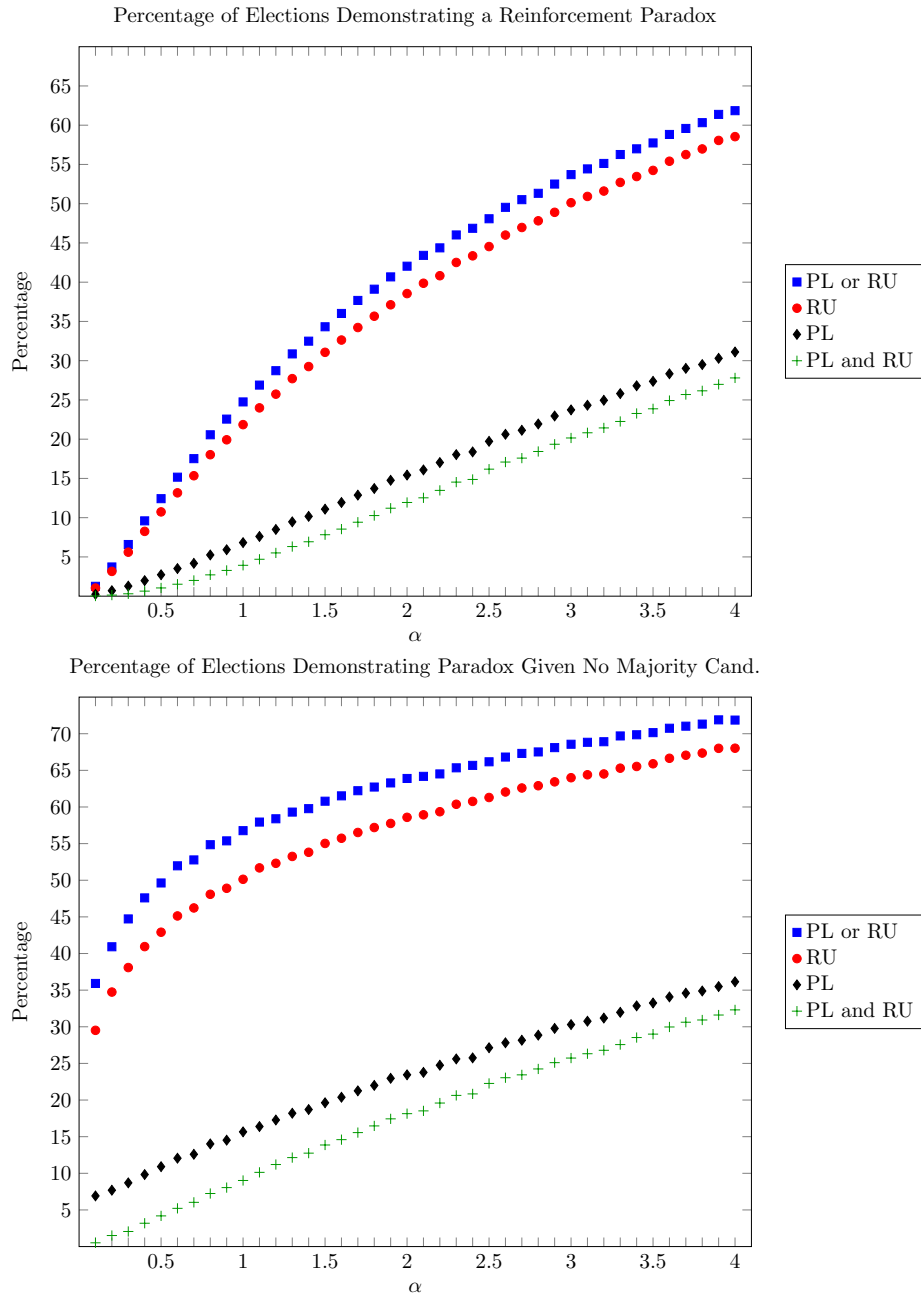 Percentage of Elections Demonstrating a Reinforcement Paradox
65
60
55
50
45
40
35
30
25
20
15
10
5
Percentage
0.5 1 1.5 2 2.5 3 3.5 4
α
PL or RU
RU
PL
PL and RU
Percentage of Elections Demonstrating Paradox Given No Majority Cand.
70
65
60
55
50
45
40
35
30
25
20
15
10
5
Percentage
0.5 1 1.5 2 2.5 3 3.5 4
α
PL or RU
RU
PL
PL and RU